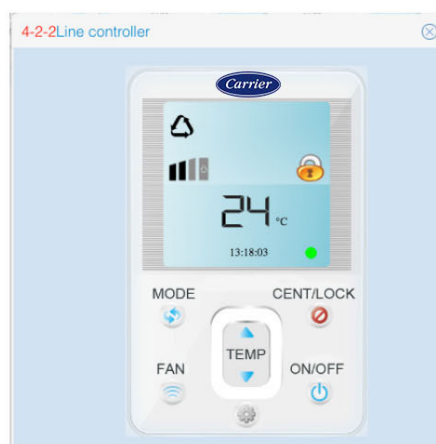 4-2-2Line controller
Carrier
24 °C
13:18:03
MODE
CENT/LOCK
TEMP
FAN
ON/OFF